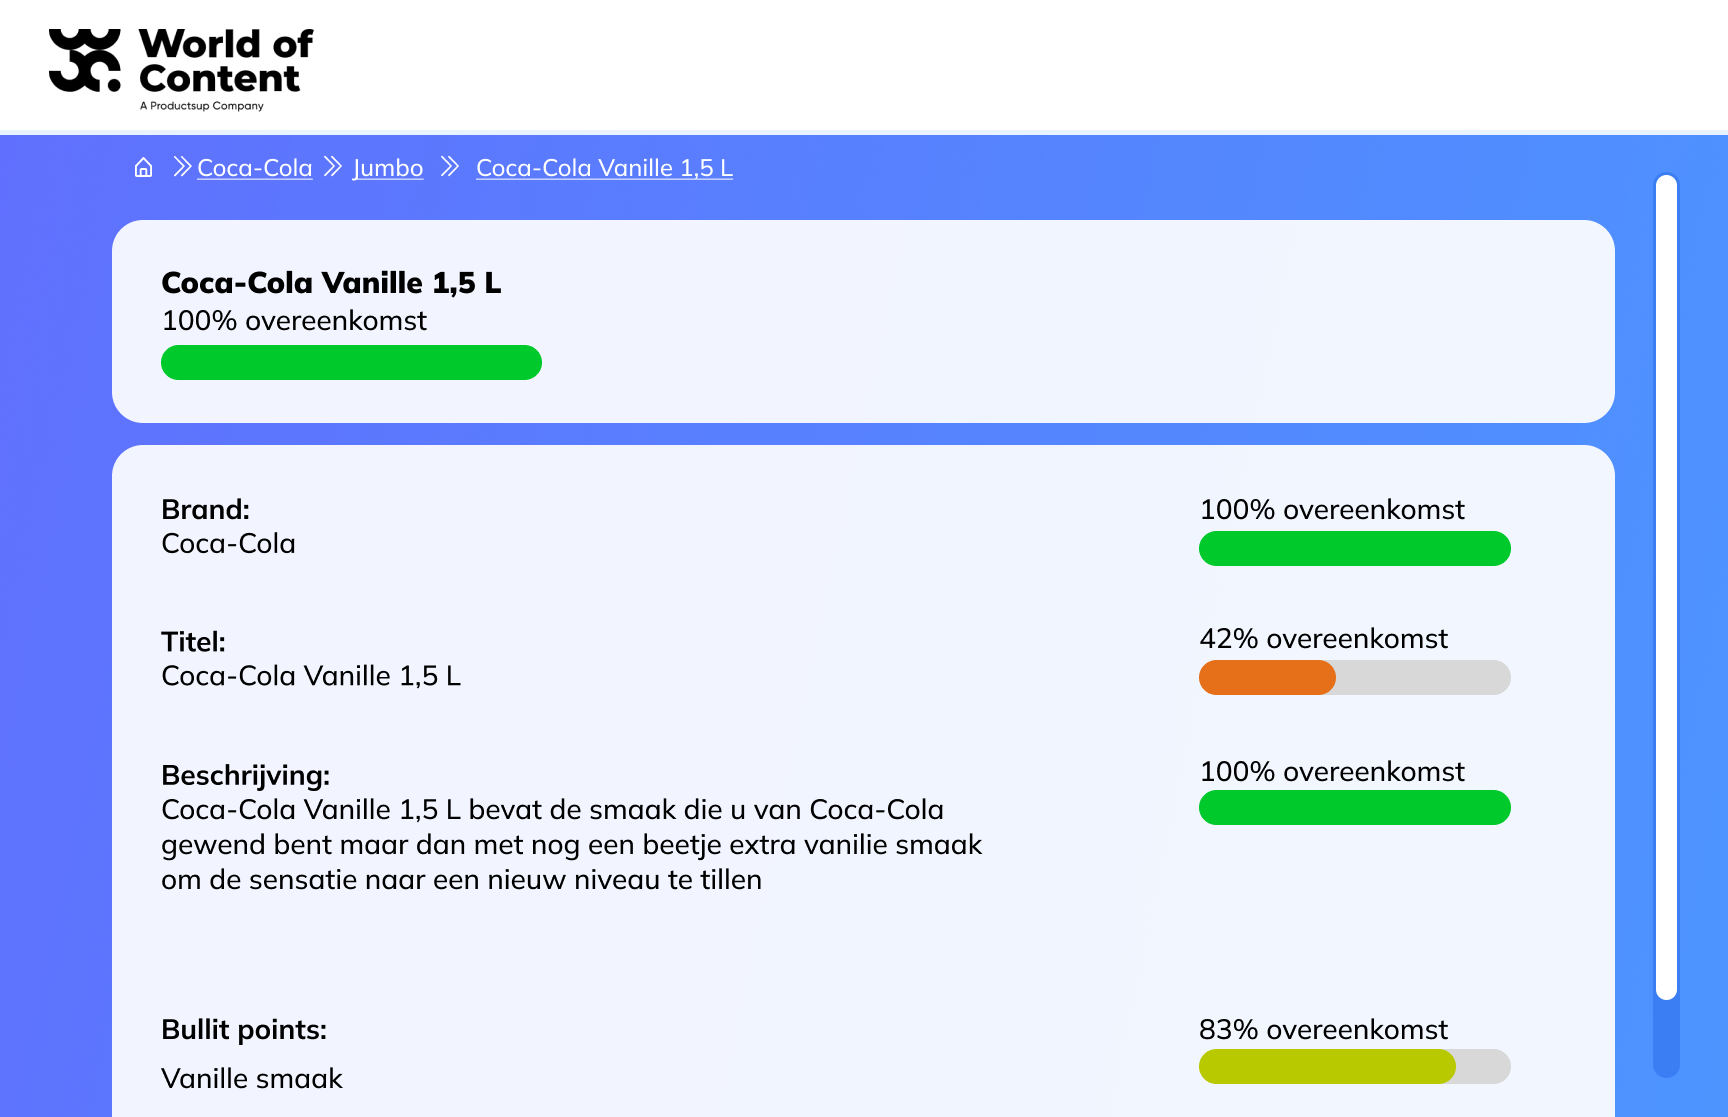 World of
Content
A Productsup Company
Coca-Cola Jumbo Coca-Cola Vanille 1,5 L
Coca-Cola Vanille 1,5 L
100% overeenkomst
Brand:
Coca-Cola
100% overeenkomst
Titel:
Coca-Cola Vanille 1,5 L
42% overeenkomst
Beschrijving:
Coca-Cola Vanille 1,5 L bevat de smaak die u van Coca-Cola
gewend bent maar dan met nog een beetje extra vanilie smaak
om de sensatie naar een nieuw niveau te tillen
100% overeenkomst
Bullit points:
Vanille smaak
83% overeenkomst